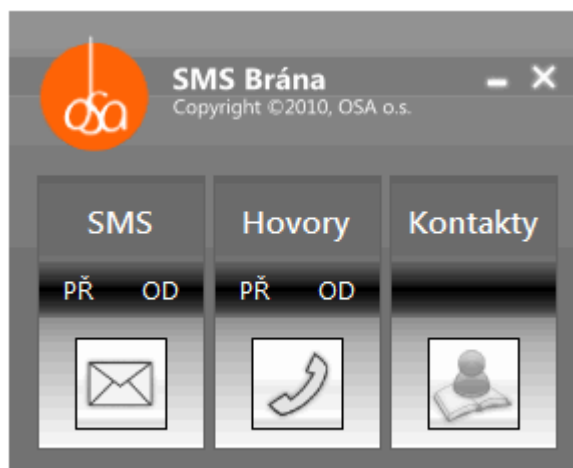 osa
SMS Brána
Copyright ©2010, OSA o.s.
SMS Hovory Kontakty
PŘ OD PŘ OD